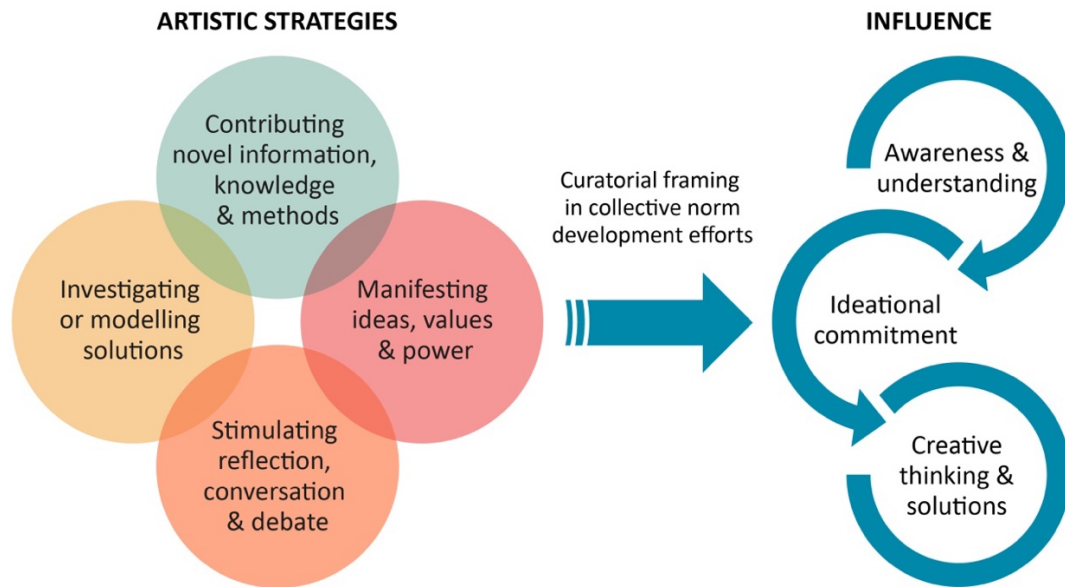 ARTISTIC STRATEGIES
Contributing
novel information,
knowledge
& methods
Investigating
or modelling
solutions
Manifesting
ideas, values
& power
Stimulating
reflection,
conversation
& debate
Curatorial framing
in collective norm
development efforts
INFLUENCE
Awareness &
understanding
Ideational
commitment
Creative
thinking &
solutions